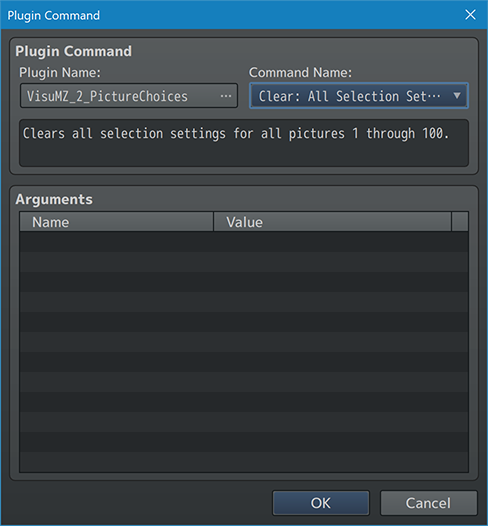 Plugin Command
Plugin Command
Plugin Name:
Command Name:
VisuMZ_2_PictureChoices ···
Clear: All Selection Set···
Clears all selection settings for all pictures 1 through 100.
Arguments
Name Value
OK Cancel